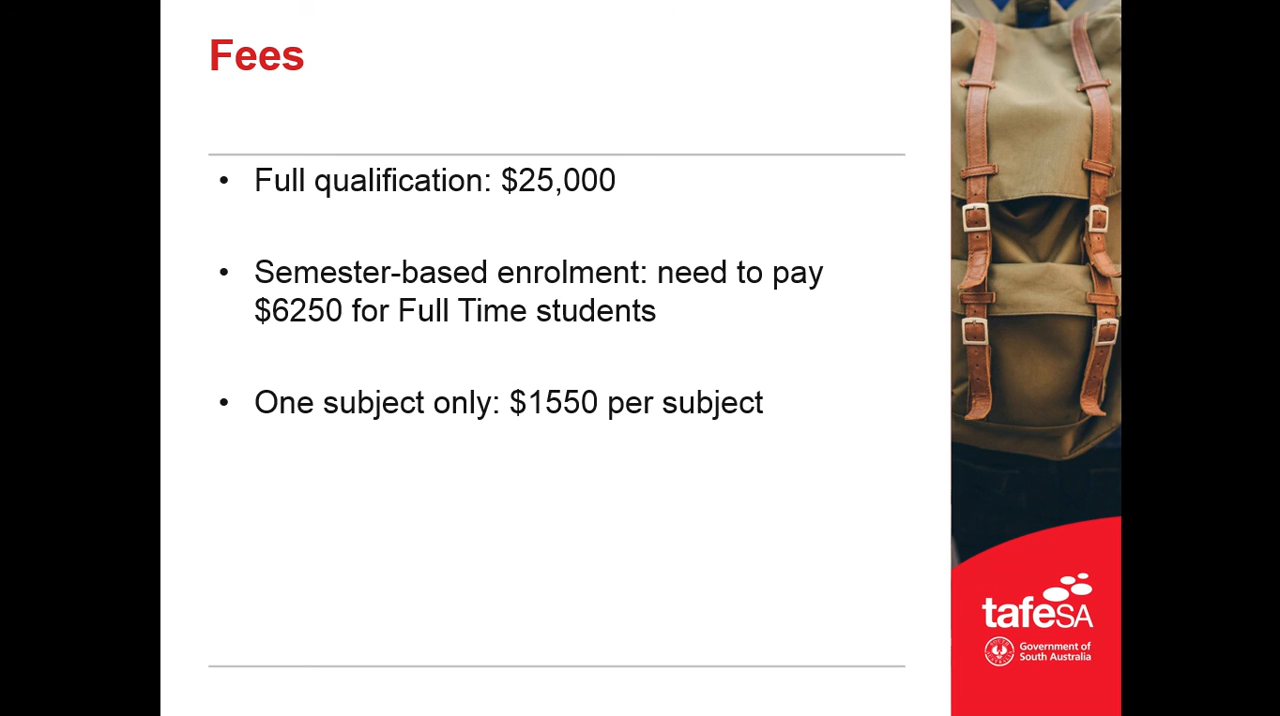 Fees
• Full qualification: $25,000
• Semester-based enrolment: need to pay
$6250 for Full Time students
• One subject only: $1550 per subject
tafeSA
Government of
South Australia